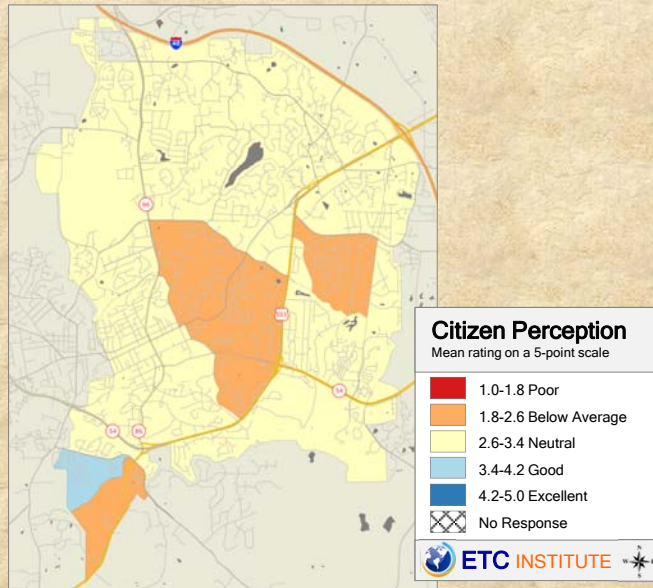 40
86
501
54
54
86
Citizen Perception
Mean rating on a 5-point scale
1.0-1.8 Poor
1.8-2.6 Below Average
2.6-3.4 Neutral
3.4-4.2 Good
4.2-5.0 Excellent
No Response
ETC INSTITUTE
N
W E
S